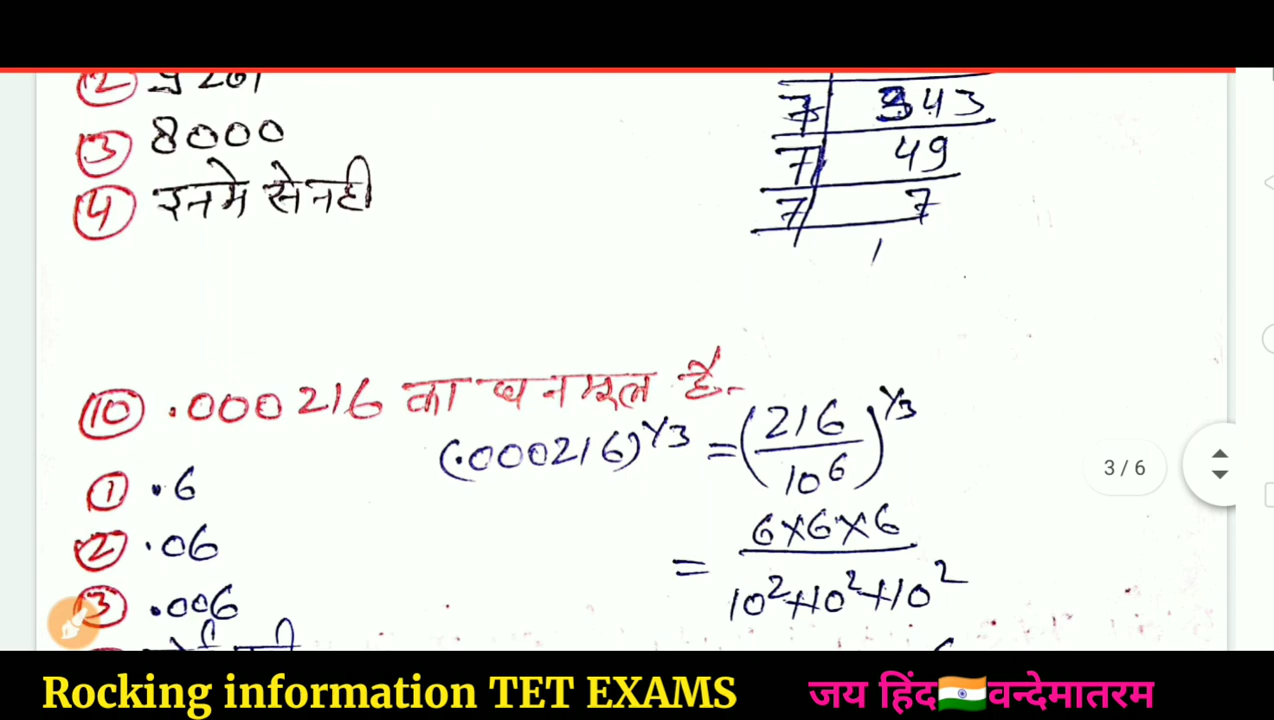 ③ 8000
④ इनमे से नही
7 343
7 49
7 7
1
⑩ .000216 का घनमूल है-
(.000216)^1/3 = (216/10^6)^1/3
① .6
② .06
③ .006
= 6×6×6
10^2+10^2+10^2
3 / 6
Rocking information TET EXAMS
जय हिंद🇮🇳वन्देमातरम